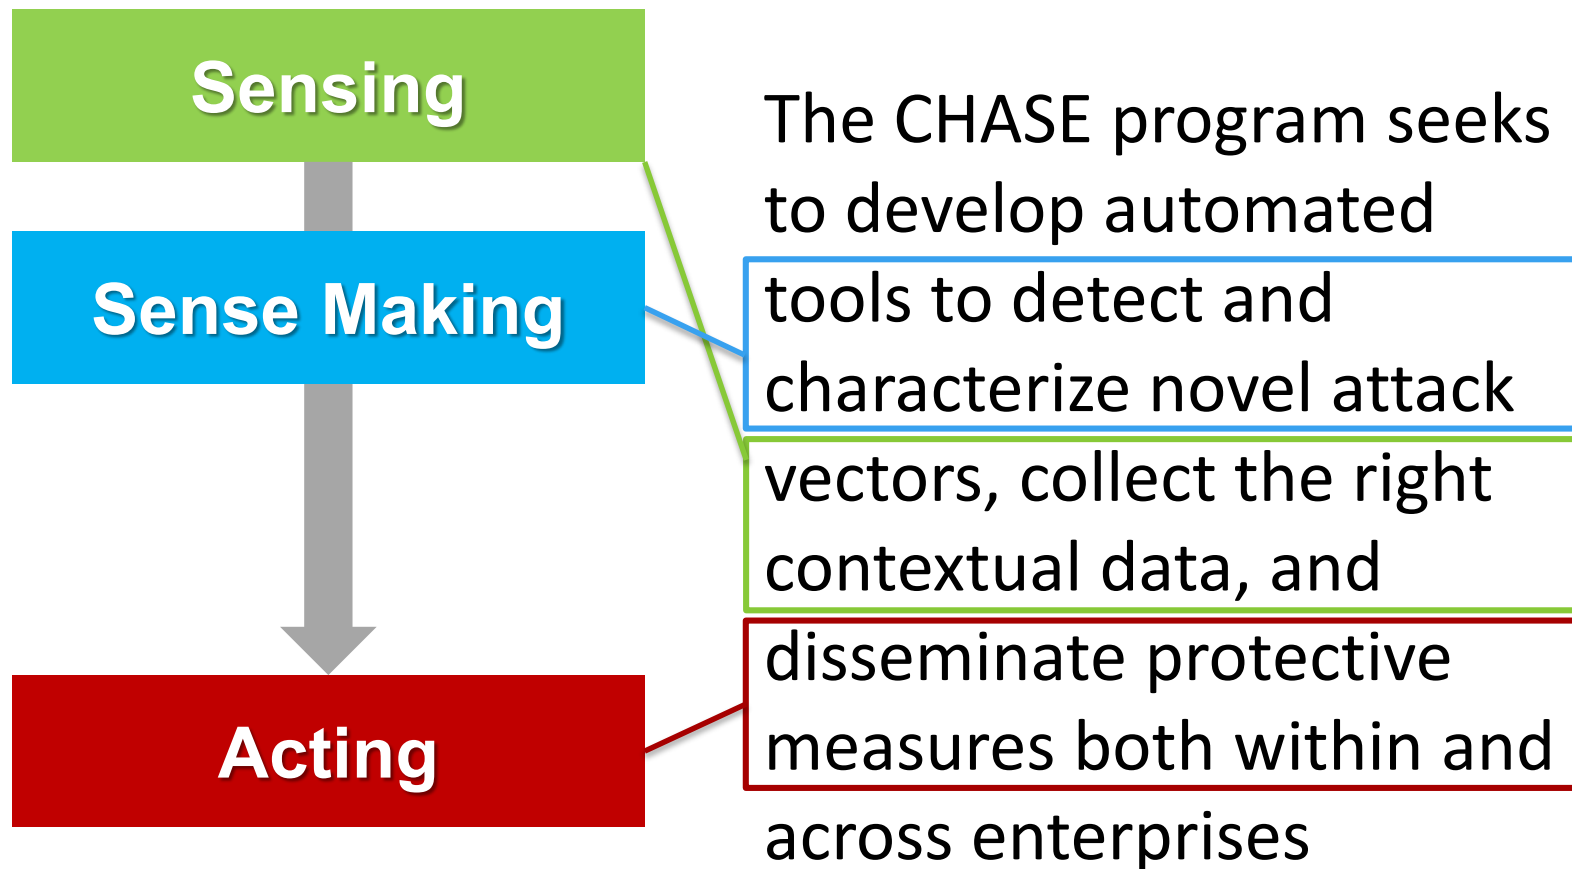 Sensing
Sense Making
Acting
The CHASE program seeks
to develop automated
tools to detect and
characterize novel attack
vectors, collect the right
contextual data, and
disseminate protective
measures both within and
across enterprises